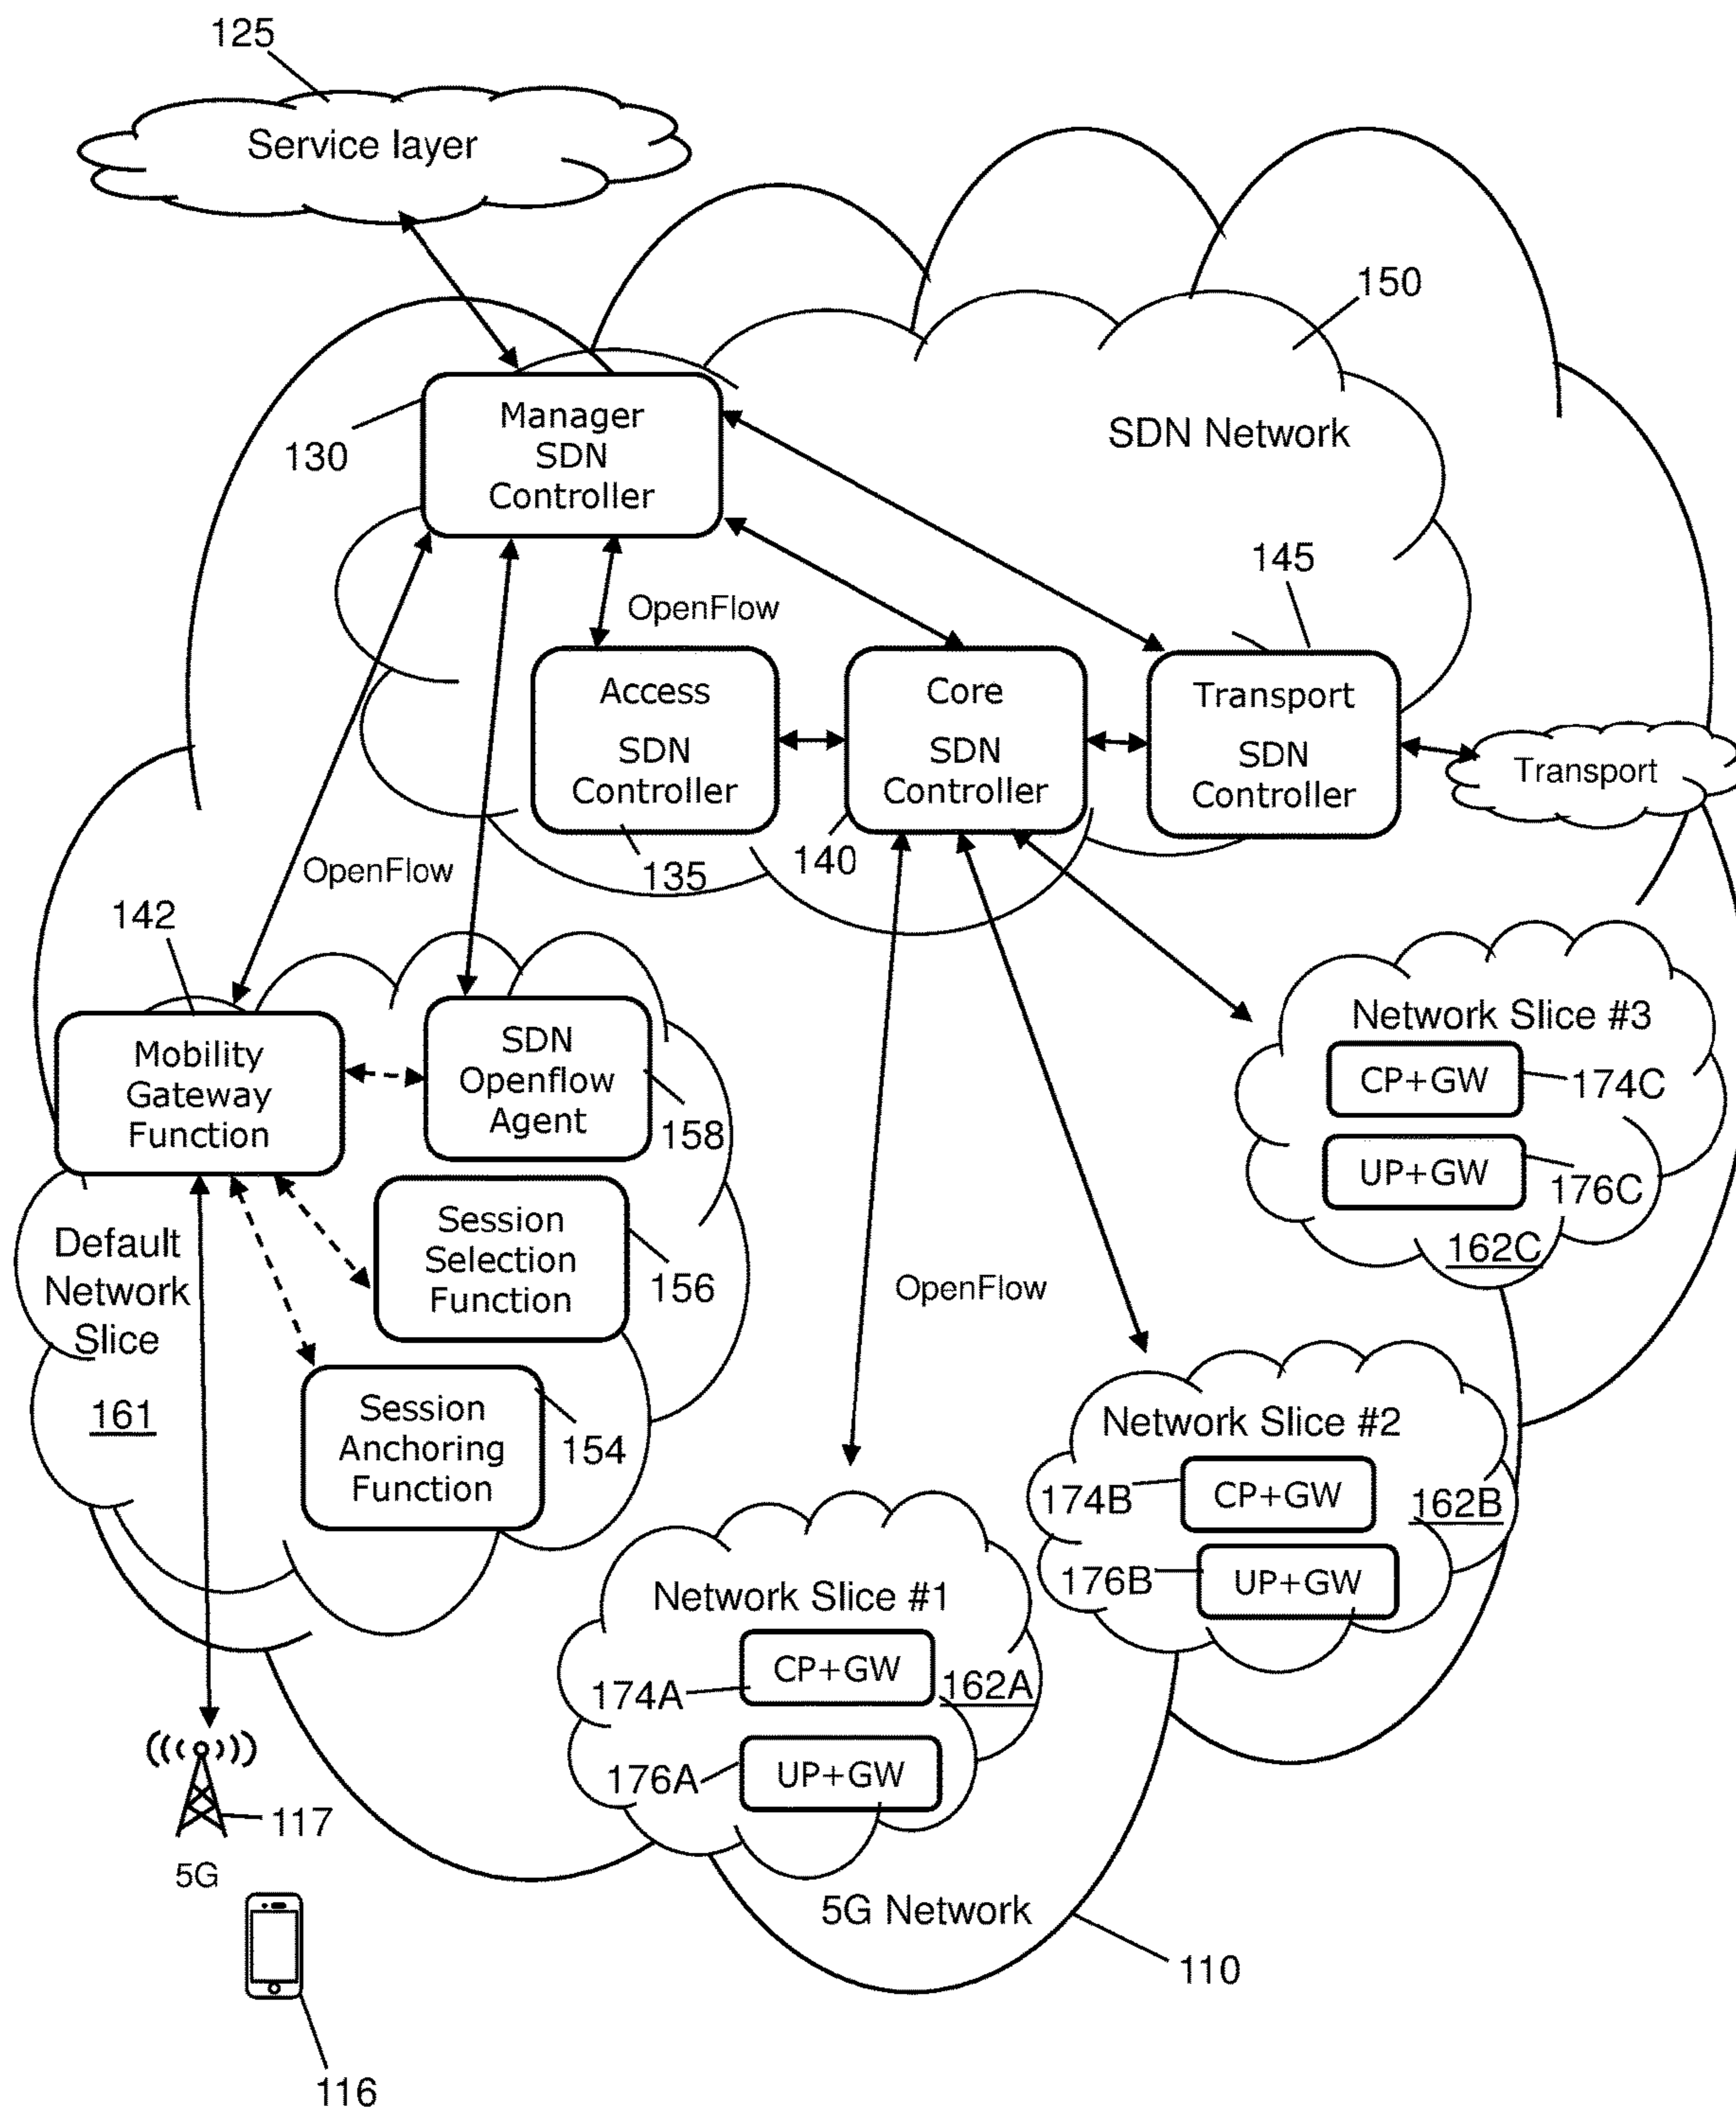 125
Service layer
150
SDN Network
Manager
SDN
Controller
130
145
OpenFlow
Access
SDN
Controller
Core
SDN
Controller
Transport
SDN
Controller
Transport
135
140
OpenFlow
142
Mobility
Gateway
Function
SDN
Openflow
Agent
158
Network Slice #3
CP+GW
174C
UP+GW
176C
162C
Default
Network
Slice
161
Session
Selection
Function
156
OpenFlow
Session
Anchoring
Function
154
Network Slice #2
174B
CP+GW
162B
176B
UP+GW
Network Slice #1
CP+GW
174A
162A
176A
UP+GW
117
5G
5G Network
110
116